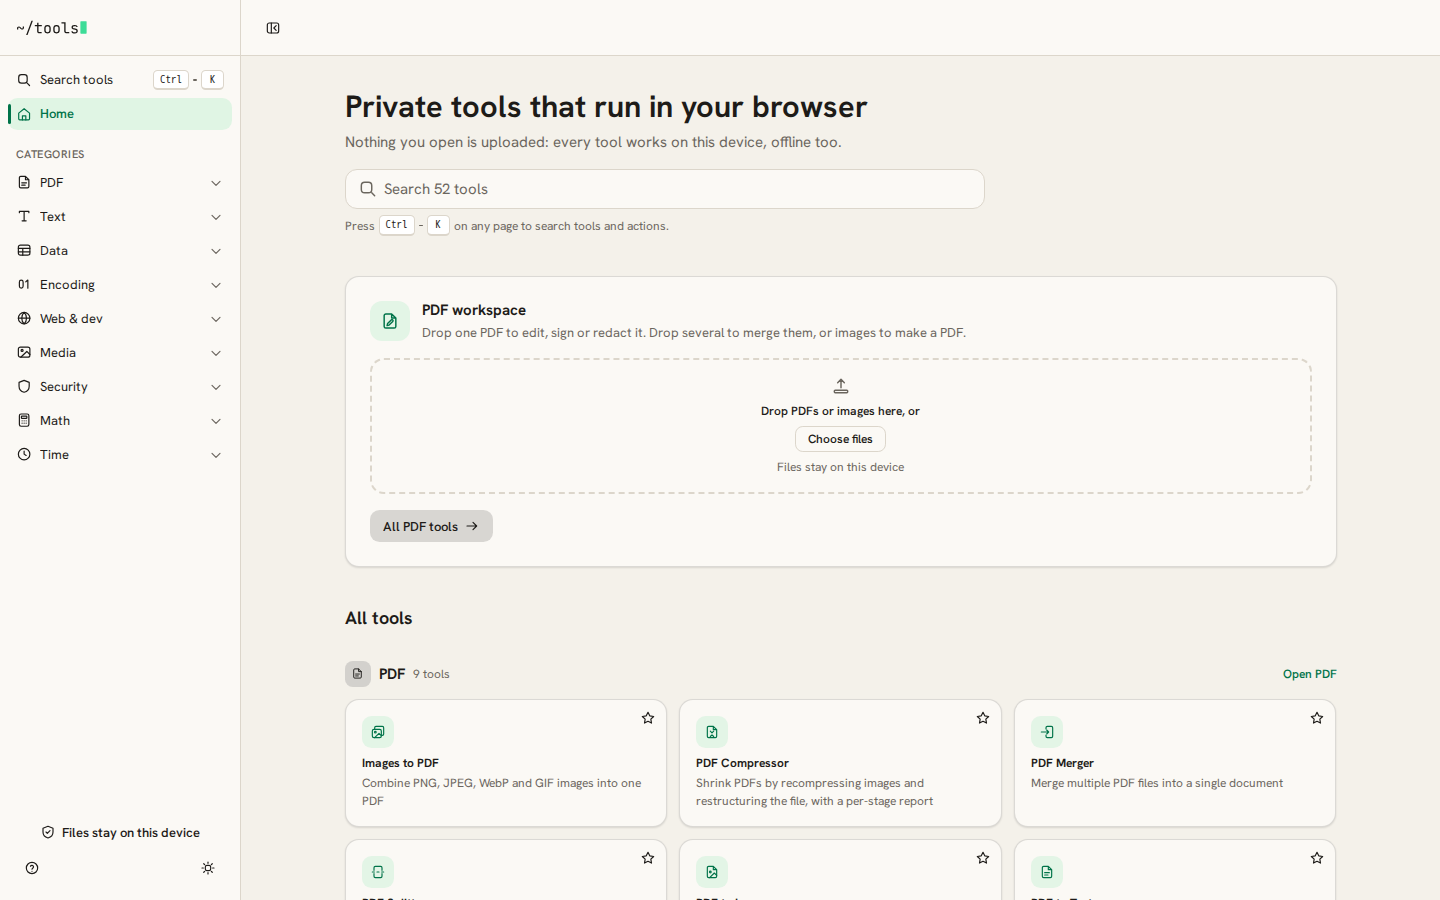 ~/tools
Search tools Ctrl - K
Home
CATEGORIES
PDF
Text
Data
01 Encoding
Web & dev
Media
Security
Math
Time
Files stay on this device
Private tools that run in your browser
Nothing you open is uploaded: every tool works on this device, offline too.
Search 52 tools
Press Ctrl - K on any page to search tools and actions.
PDF workspace
Drop one PDF to edit, sign or redact it. Drop several to merge them, or images to make a PDF.
Drop PDFs or images here, or
Choose files
Files stay on this device
All PDF tools
All tools
PDF 9 tools
Open PDF
Images to PDF
Combine PNG, JPEG, WebP and GIF images into one
PDF
PDF Compressor
Shrink PDFs by recompressing images and
restructuring the file, with a per-stage report
PDF Merger
Merge multiple PDF files into a single document